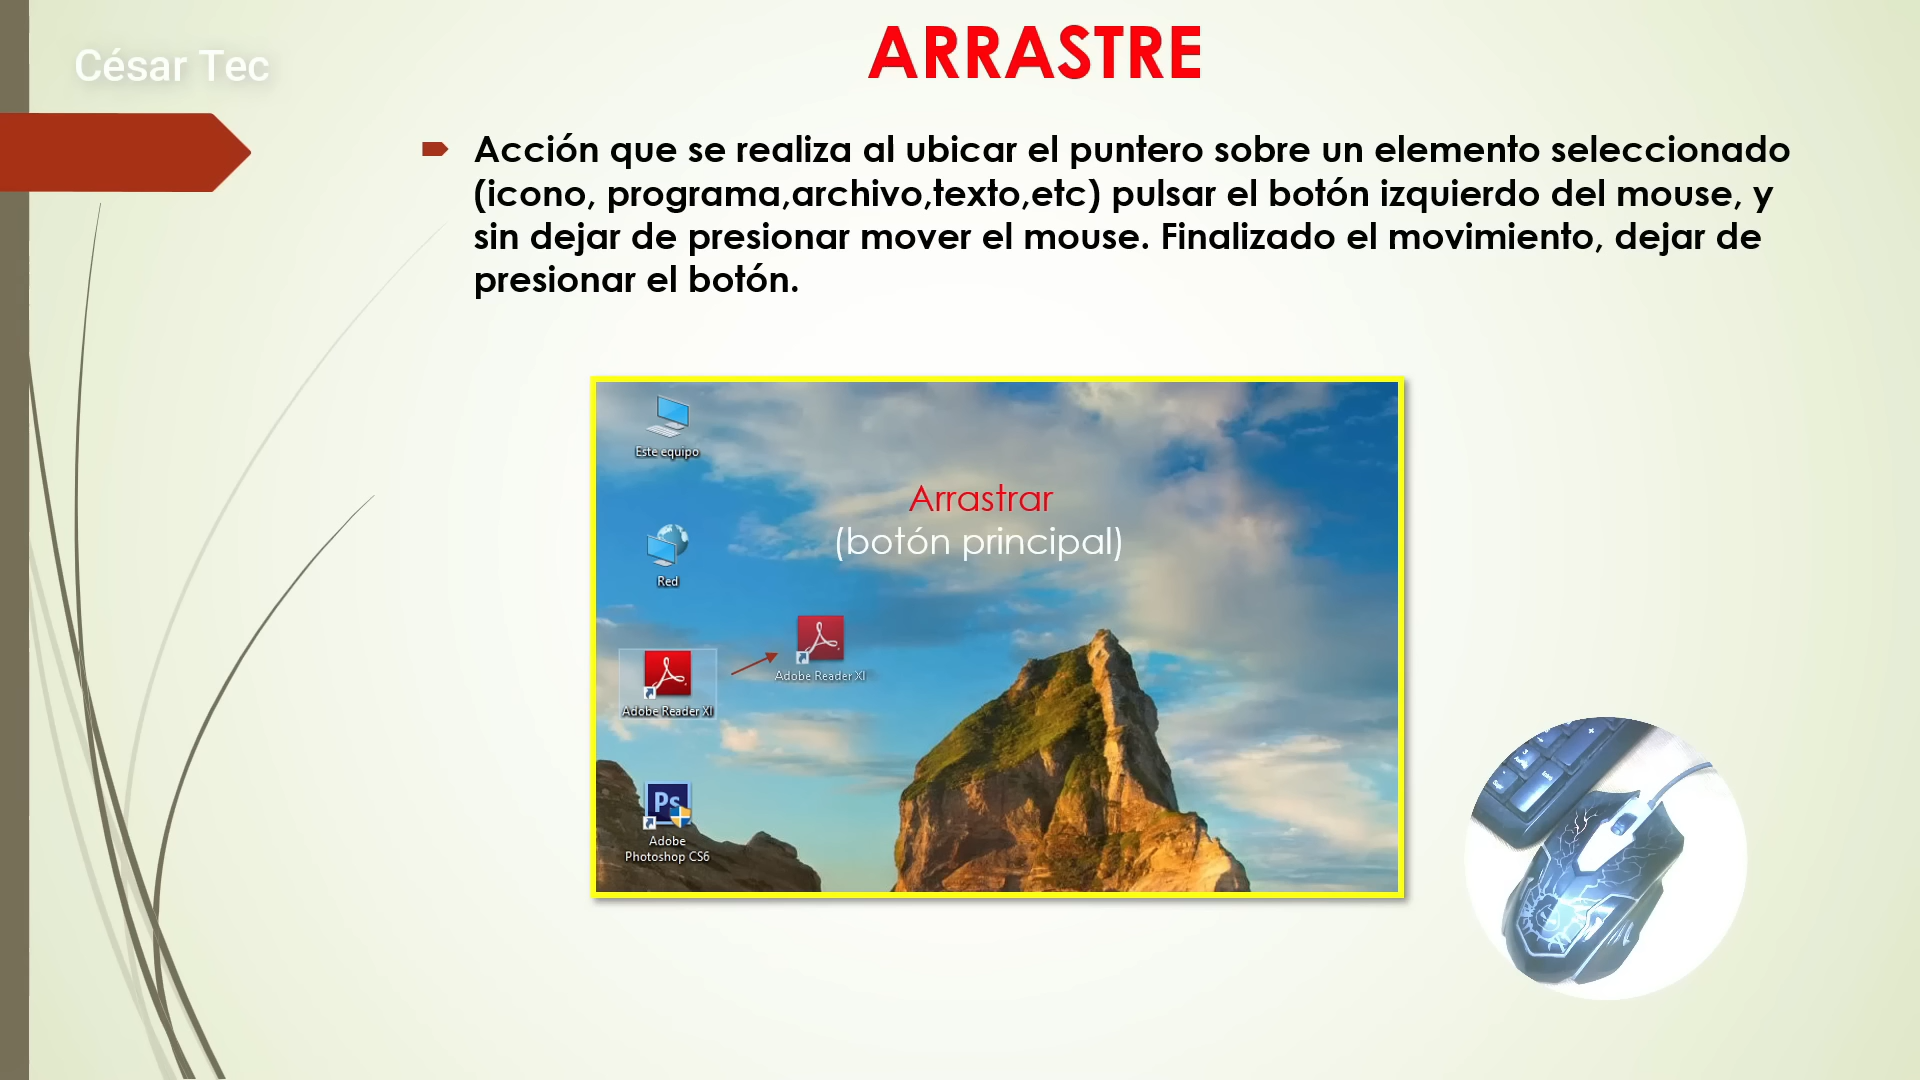 ARRASTRE
César Tec
Acción que se realiza al ubicar el puntero sobre un elemento seleccionado
(icono, programa,archivo,texto,etc) pulsar el botón izquierdo del mouse, y
sin dejar de presionar mover el mouse. Finalizado el movimiento, dejar de
presionar el botón.
Este equipo
Arrastrar
(botón principal)
Red
Adobe Reader XI
Adobe Reader XI
Ps
Adobe
Photoshop CS6